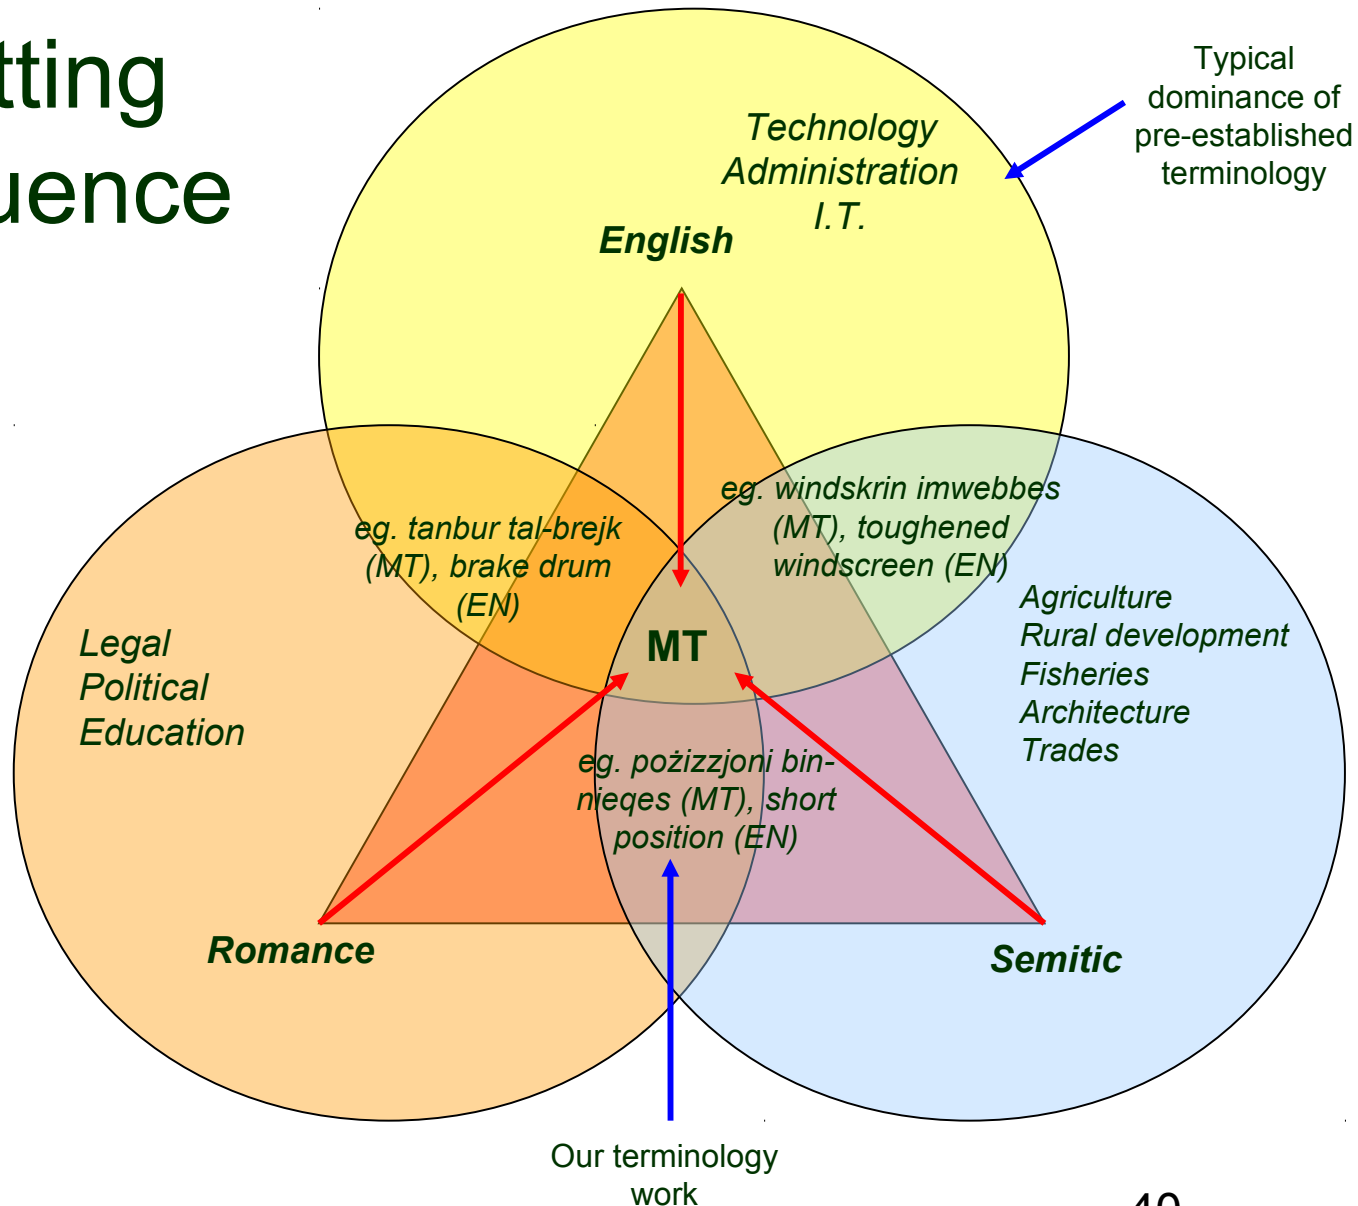 tting
uence
Typical
dominance of
pre-established
terminology
Technology
Administration
I.T.
English
eg. tanbur tal-brejk
(MT), brake drum
(EN)
eg. windskrin imwebbes
(MT), toughened
windscreen (EN)
Legal
Political
Education
MT
Agriculture
Rural development
Fisheries
Architecture
Trades
eg. pożizzjoni bin-
nieqes (MT), short
position (EN)
Romance
Semitic
Our terminology
work